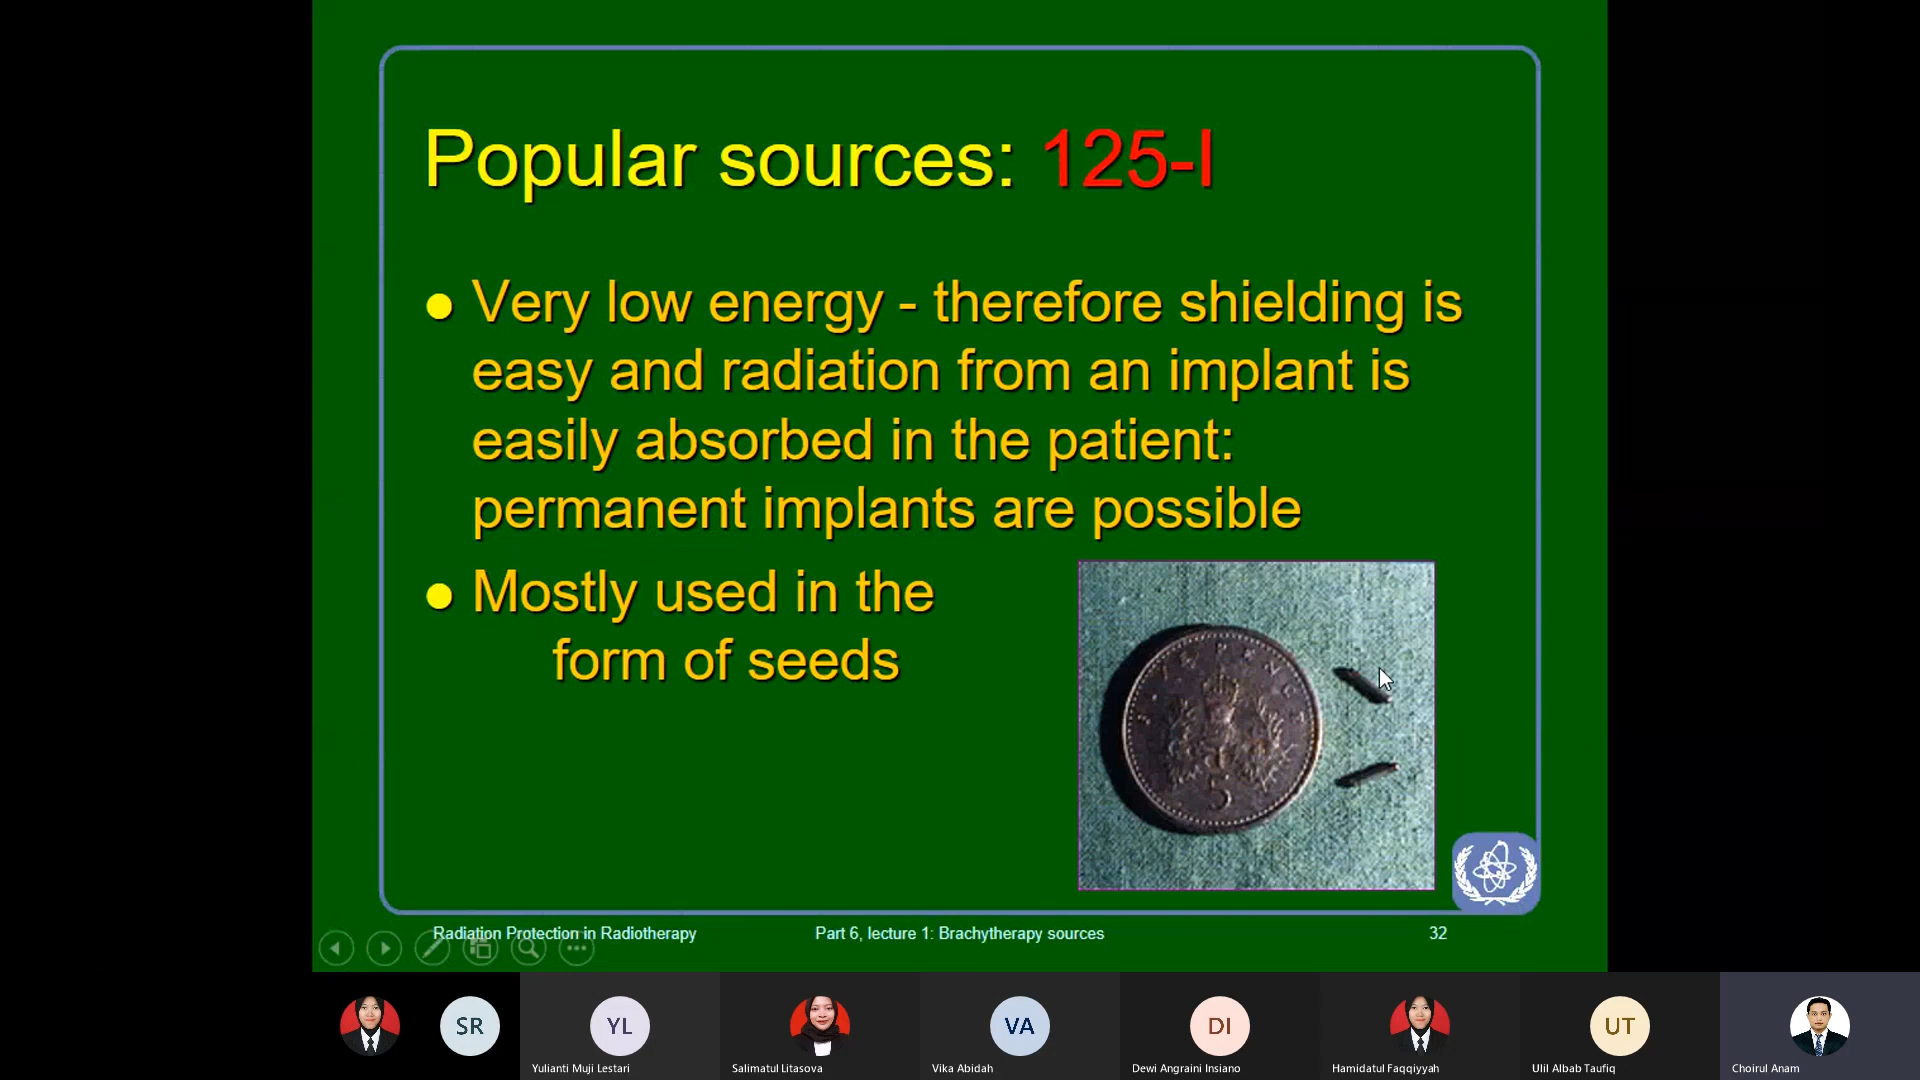 Popular sources: 125-I
● Very low energy - therefore shielding is
easy and radiation from an implant is
easily absorbed in the patient:
permanent implants are possible
● Mostly used in the
form of seeds
5
Radiation Protection in Radiotherapy
Part 6, lecture 1: Brachytherapy sources
32
SR
YL
VA
DI
UT
Yulianti Muji Lestari
Salimatul Litasova
Vika Abidah
Dewi Angraini Insiano
Hamidatul Faqqiyyah
Ulil Albab Taufiq
Choirul Anam